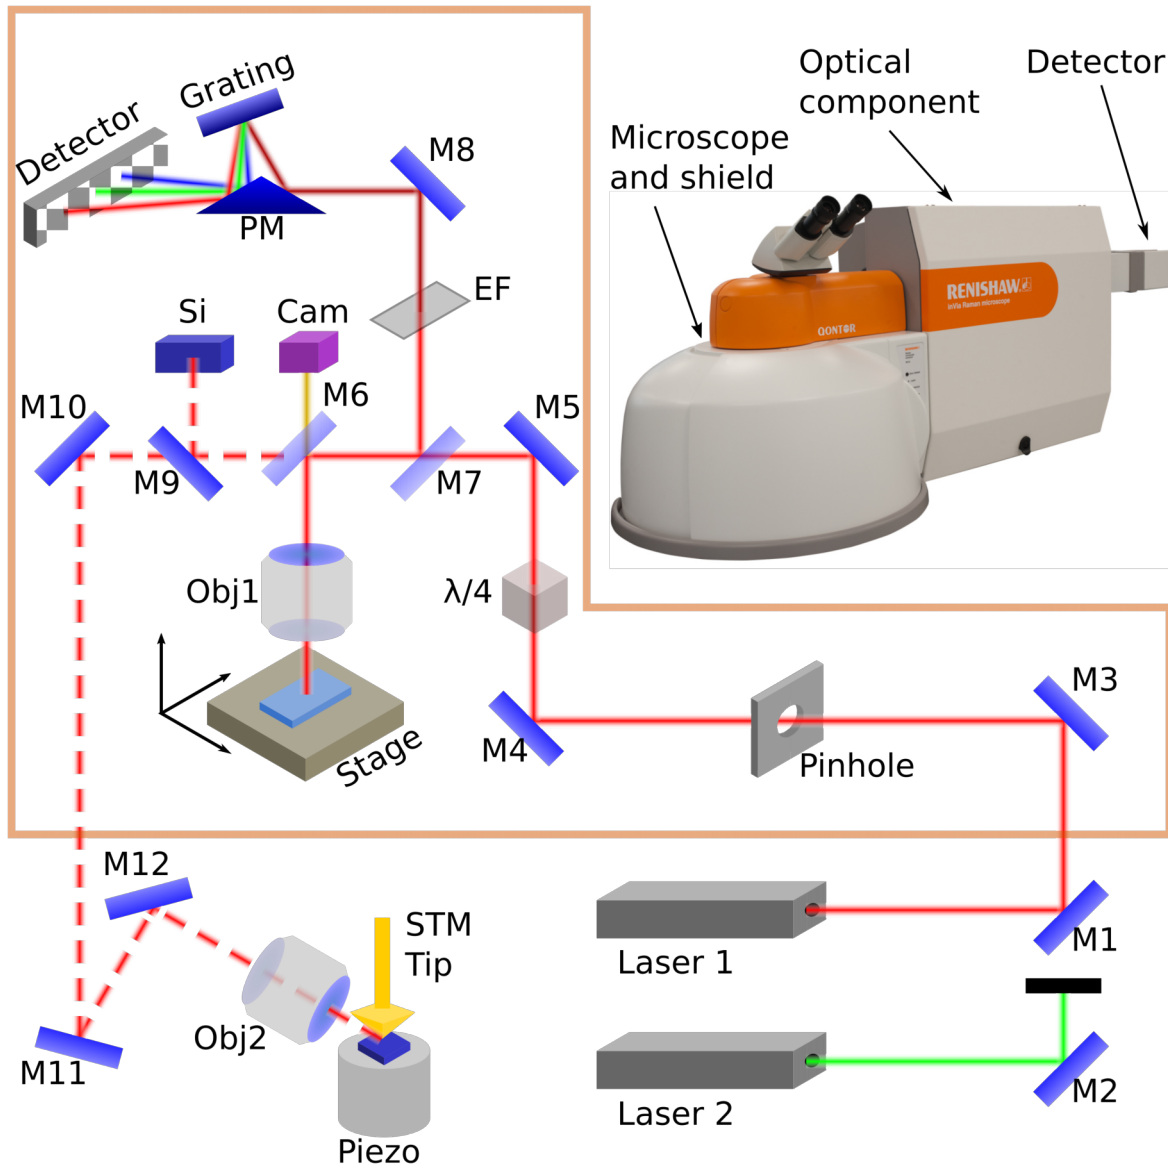 Grating
Detector
M8
PM
EF
Si
Cam
M6
M10
M5
M9
M7
Obj1
λ/4
Stage
M4
Pinhole
M3
M12
STM
Tip
Obj2
M11
Piezo
Laser 1
M1
Laser 2
M2
Optical
component
Detector
Microscope
and shield
RENISHAW
inVia Raman microscope
QONTOR